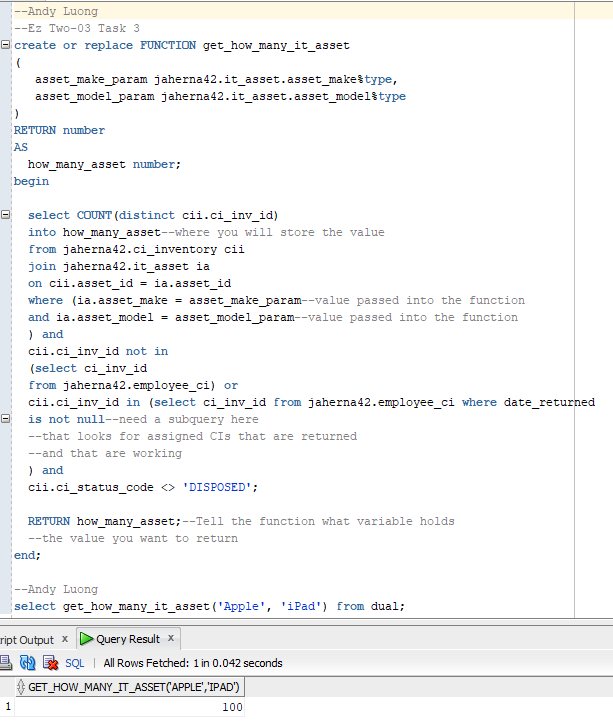 --Andy Luong
--Ez Two-03 Task 3
create or replace FUNCTION get_how_many_it_asset
(
asset_make_param jaherna42.it_asset.asset_make%type,
asset_model_param jaherna42.it_asset.asset_model%type
)
RETURN number
AS
how_many_asset number;
begin
select COUNT(distinct cii.ci_inv_id)
into how_many_asset--where you will store the value
from jaherna42.ci_inventory cii
join jaherna42.it_asset ia
on cii.asset_id = ia.asset_id
where (ia.asset_make = asset_make_param--value passed into the function
and ia.asset_model = asset_model_param--value passed into the function
) and
cii.ci_inv_id not in
(select ci_inv_id
from jaherna42.employee_ci) or
cii.ci_inv_id in (select ci_inv_id from jaherna42.employee_ci where date_returned
is not null--need a subquery here
--that looks for assigned CIs that are returned
--and that are working
) and
cii.ci_status_code <> 'DISPOSED';
RETURN how_many_asset;--Tell the function what variable holds
--the value you want to return
end;
--Andy Luong
select get_how_many_it_asset('Apple', 'iPad') from dual;
ript Output x Query Result x
SQL | All Rows Fetched: 1 in 0.042 seconds
GET_HOW_MANY_IT_ASSET('APPLE','IPAD')
1 100